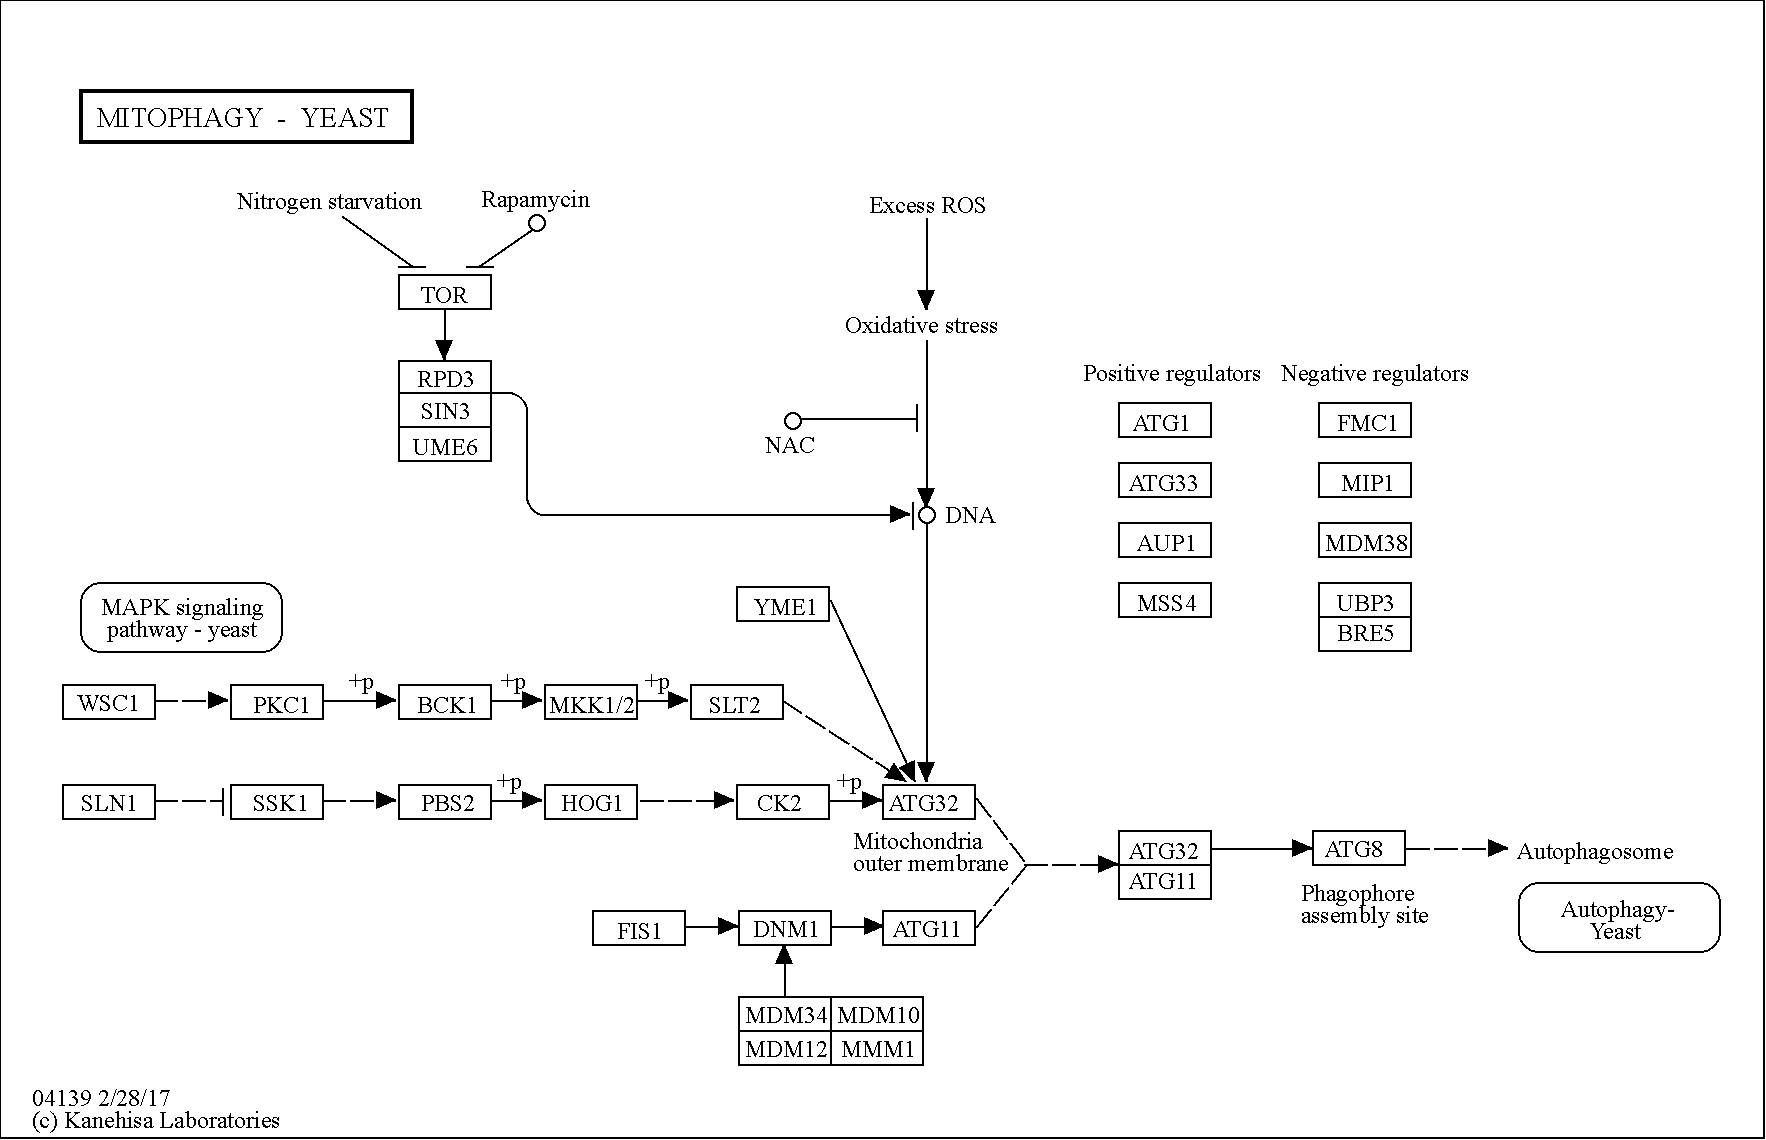 MITOPHAGY - YEAST
Nitrogen starvation
Rapamycin
Excess ROS
TOR
Oxidative stress
RPD3
SIN3
UME6
NAC
DNA
Positive regulators
Negative regulators
ATG1
FMC1
ATG33
MIP1
AUP1
MDM38
MSS4
UBP3
BRE5
MAPK signaling
pathway - yeast
YME1
WSC1
PKC1
+p
BCK1
+p
MKK1/2
+p
SLT2
SLN1
SSK1
PBS2
+p
HOG1
CK2
+p
ATG32
Mitochondria
outer membrane
ATG32
ATG11
ATG8
Autophagosome
Phagophore
assembly site
Autophagy-
Yeast
FIS1
DNM1
ATG11
MDM34
MDM10
MDM12
MMM1
04139 2/28/17
(c) Kanehisa Laboratories